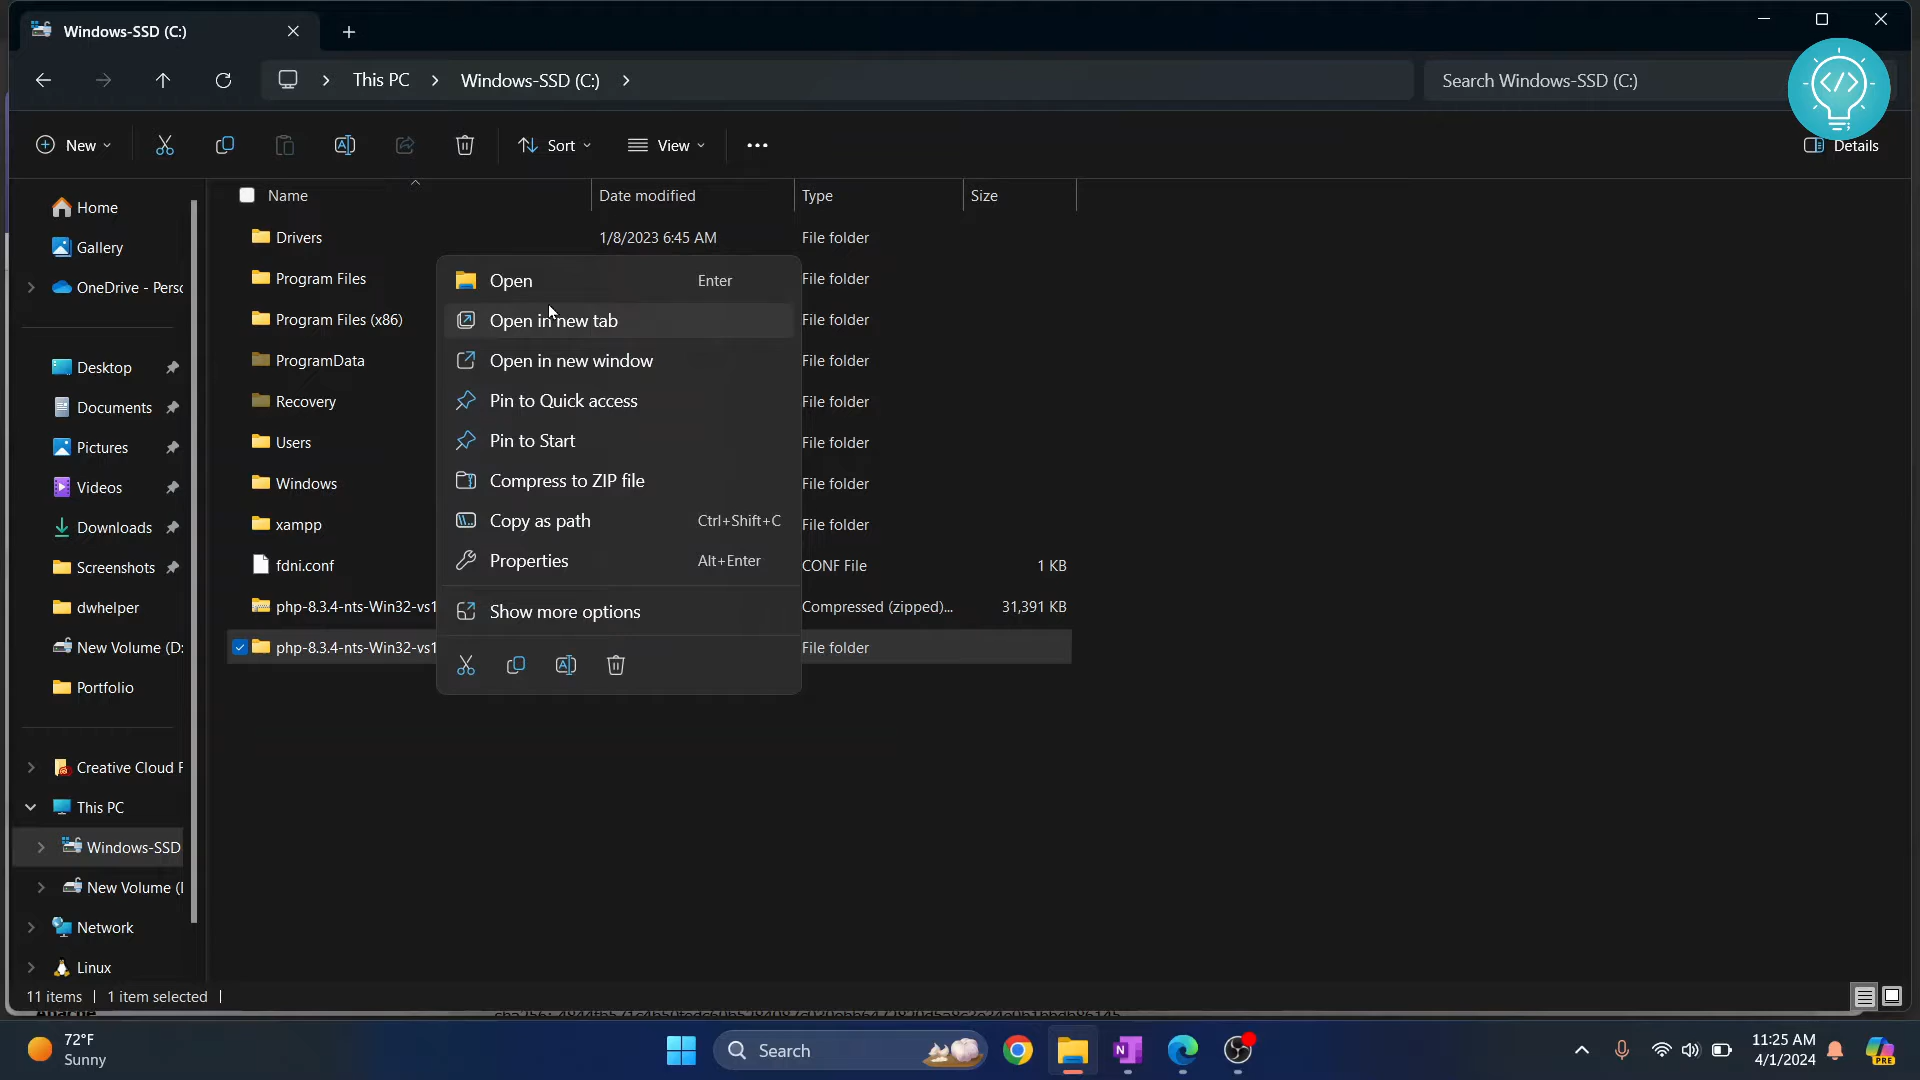 Windows-SSD (C:)
This PC
Windows-SSD (C:)
Search Windows-SSD (C:)
New
Sort
View
Details
Name
Date modified
Type
Size
Home
Gallery
OneDrive - Perso
Desktop
Documents
Pictures
Videos
Downloads
Screenshots
dwhelper
New Volume (D:
Portfolio
Creative Cloud F
This PC
Windows-SSD
New Volume (I
Network
Linux
Drivers 1/8/2023 6:45 AM File folder
Program Files File folder
Program Files (x86) File folder
ProgramData File folder
Recovery File folder
Users File folder
Windows File folder
xampp File folder
fdni.conf CONF File 1 KB
php-8.3.4-nts-Win32-vs1 Compressed (zipped)... 31,391 KB
php-8.3.4-nts-Win32-vs1 File folder
Open Enter
Open in new tab
Open in new window
Pin to Quick access
Pin to Start
Compress to ZIP file
Copy as path Ctrl+Shift+C
Properties Alt+Enter
Show more options
11 items 1 item selected
Apache
72°F
Sunny
Search
11:25 AM
4/1/2024
PRE